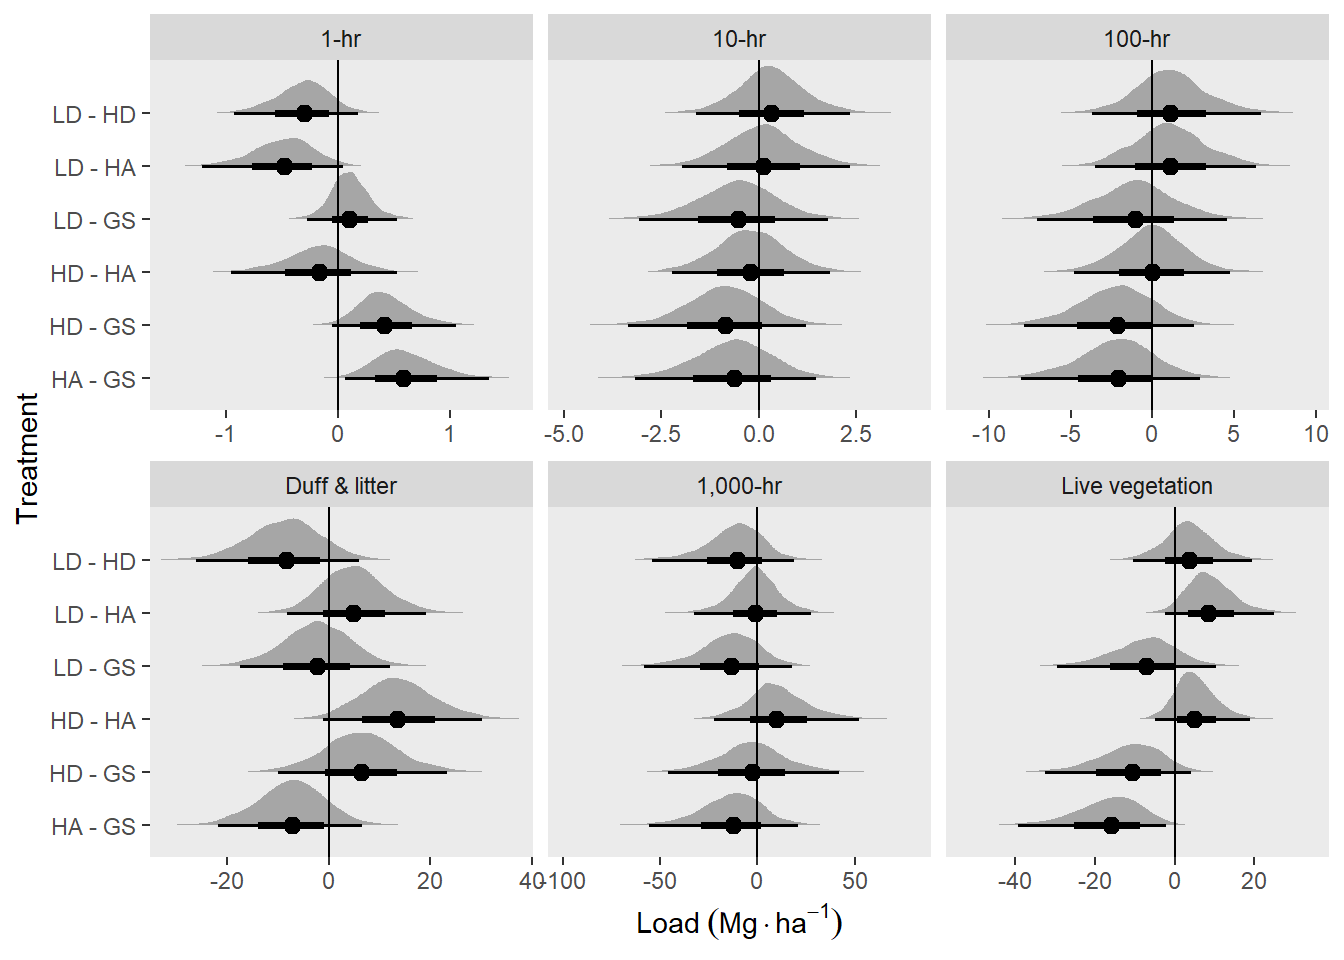 1-hr 10-hr 100-hr
LD - HD
LD - HA
LD - GS
HD - HA
HD - GS
HA - GS
-1 0 1 -5.0 -2.5 0.0 2.5 -10 -5 0 5 10
Treatment
Duff & litter 1,000-hr Live vegetation
LD - HD
LD - HA
LD - GS
HD - HA
HD - GS
HA - GS
-20 0 20 40 -100 -50 0 50 -40 -20 0 20
Load (Mg·ha⁻¹)